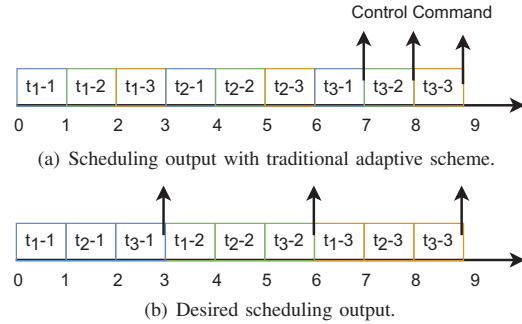 Control Command
t1-1 t1-2 t1-3 t2-1 t2-2 t2-3 t3-1 t3-2 t3-3
0 1 2 3 4 5 6 7 8 9
(a) Scheduling output with traditional adaptive scheme.
t1-1 t2-1 t3-1 t1-2 t2-2 t3-2 t1-3 t2-3 t3-3
0 1 2 3 4 5 6 7 8 9
(b) Desired scheduling output.